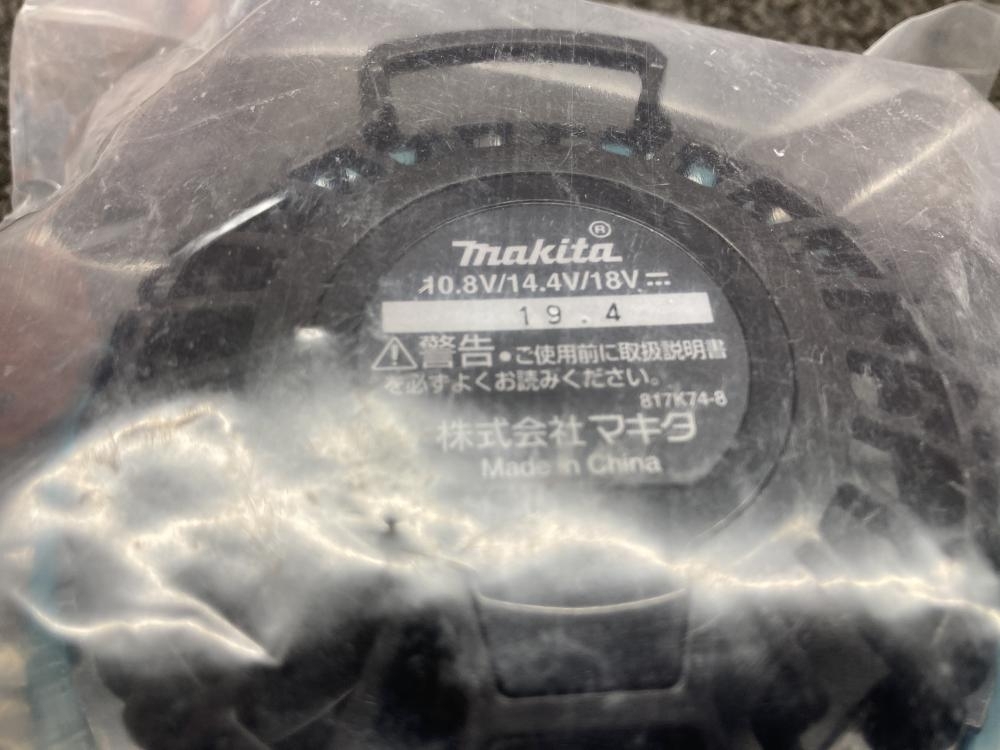 makita®
10.8V/14.4V/18V⎓
19.4
⚠警告・ご使用前に取扱説明書
を必ずよくお読みください。
817K74-8
株式会社マキタ
Made in China